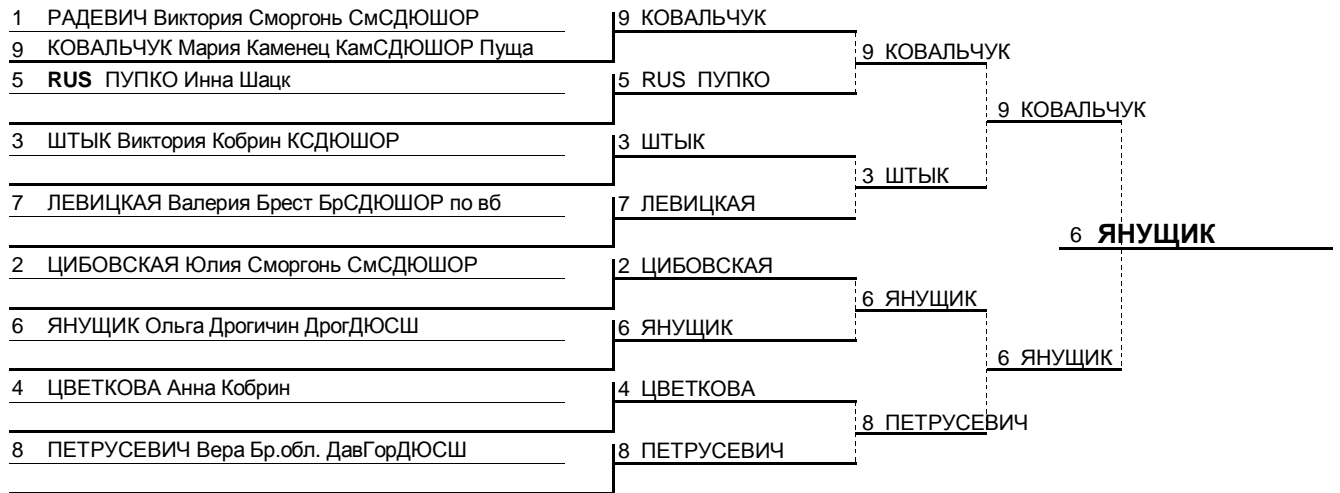 1 РАДЕВИЧ Виктория Сморгонь СмСДЮШОР 9 КОВАЛЬЧУК
9 КОВАЛЬЧУК Мария Каменец КамСДЮШОР Пуща 9 КОВАЛЬЧУК
5 RUS ПУПКО Инна Шацк 5 RUS ПУПКО
9 КОВАЛЬЧУК
3 ШТЫК Виктория Кобрин КСДЮШОР 3 ШТЫК
3 ШТЫК
7 ЛЕВИЦКАЯ Валерия Брест БрСДЮШОР по вб 7 ЛЕВИЦКАЯ
6 ЯНУЩИК
2 ЦИБОВСКАЯ Юлия Сморгонь СмСДЮШОР 2 ЦИБОВСКАЯ
6 ЯНУЩИК
6 ЯНУЩИК Ольга Дрогичин ДрогДЮСШ 6 ЯНУЩИК
6 ЯНУЩИК
4 ЦВЕТКОВА Анна Кобрин 4 ЦВЕТКОВА
8 ПЕТРУСЕВИЧ
8 ПЕТРУСЕВИЧ Вера Бр.обл. ДавГорДЮСШ 8 ПЕТРУСЕВИЧ